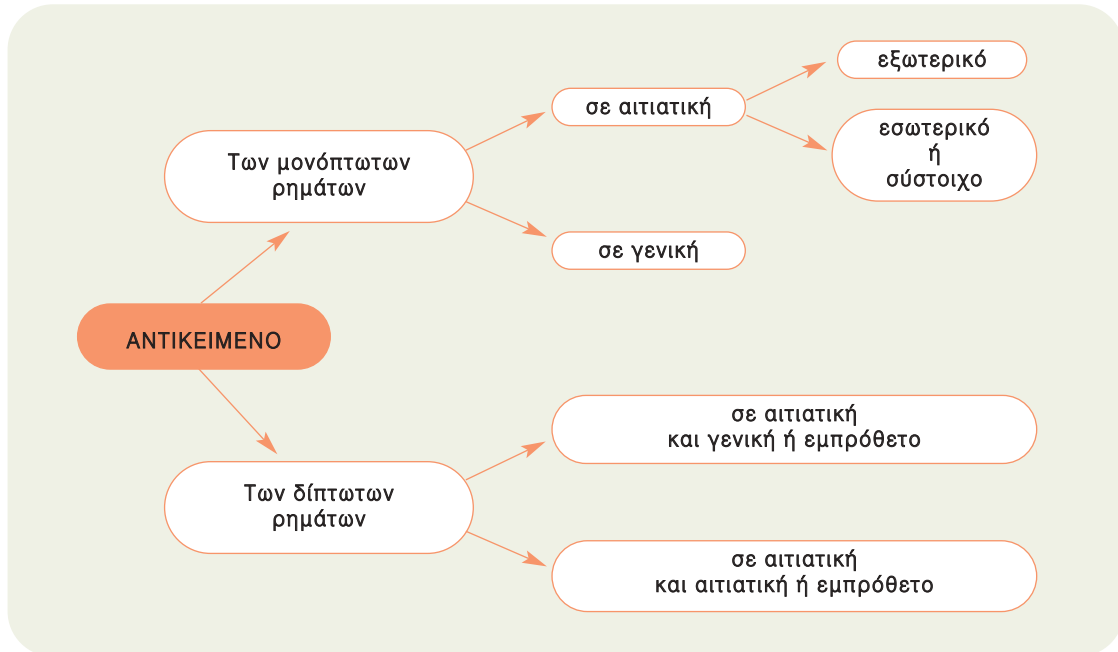 εξωτερικό
σε αιτιατική
εσωτερικό
ή
σύστοιχο
Των μονόπτωτων
ρημάτων
σε γενική
ΑΝΤΙΚΕΙΜΕΝΟ
σε αιτιατική
και γενική ή εμπρόθετο
Των δίπτωτων
ρημάτων
σε αιτιατική
και αιτιατική ή εμπρόθετο